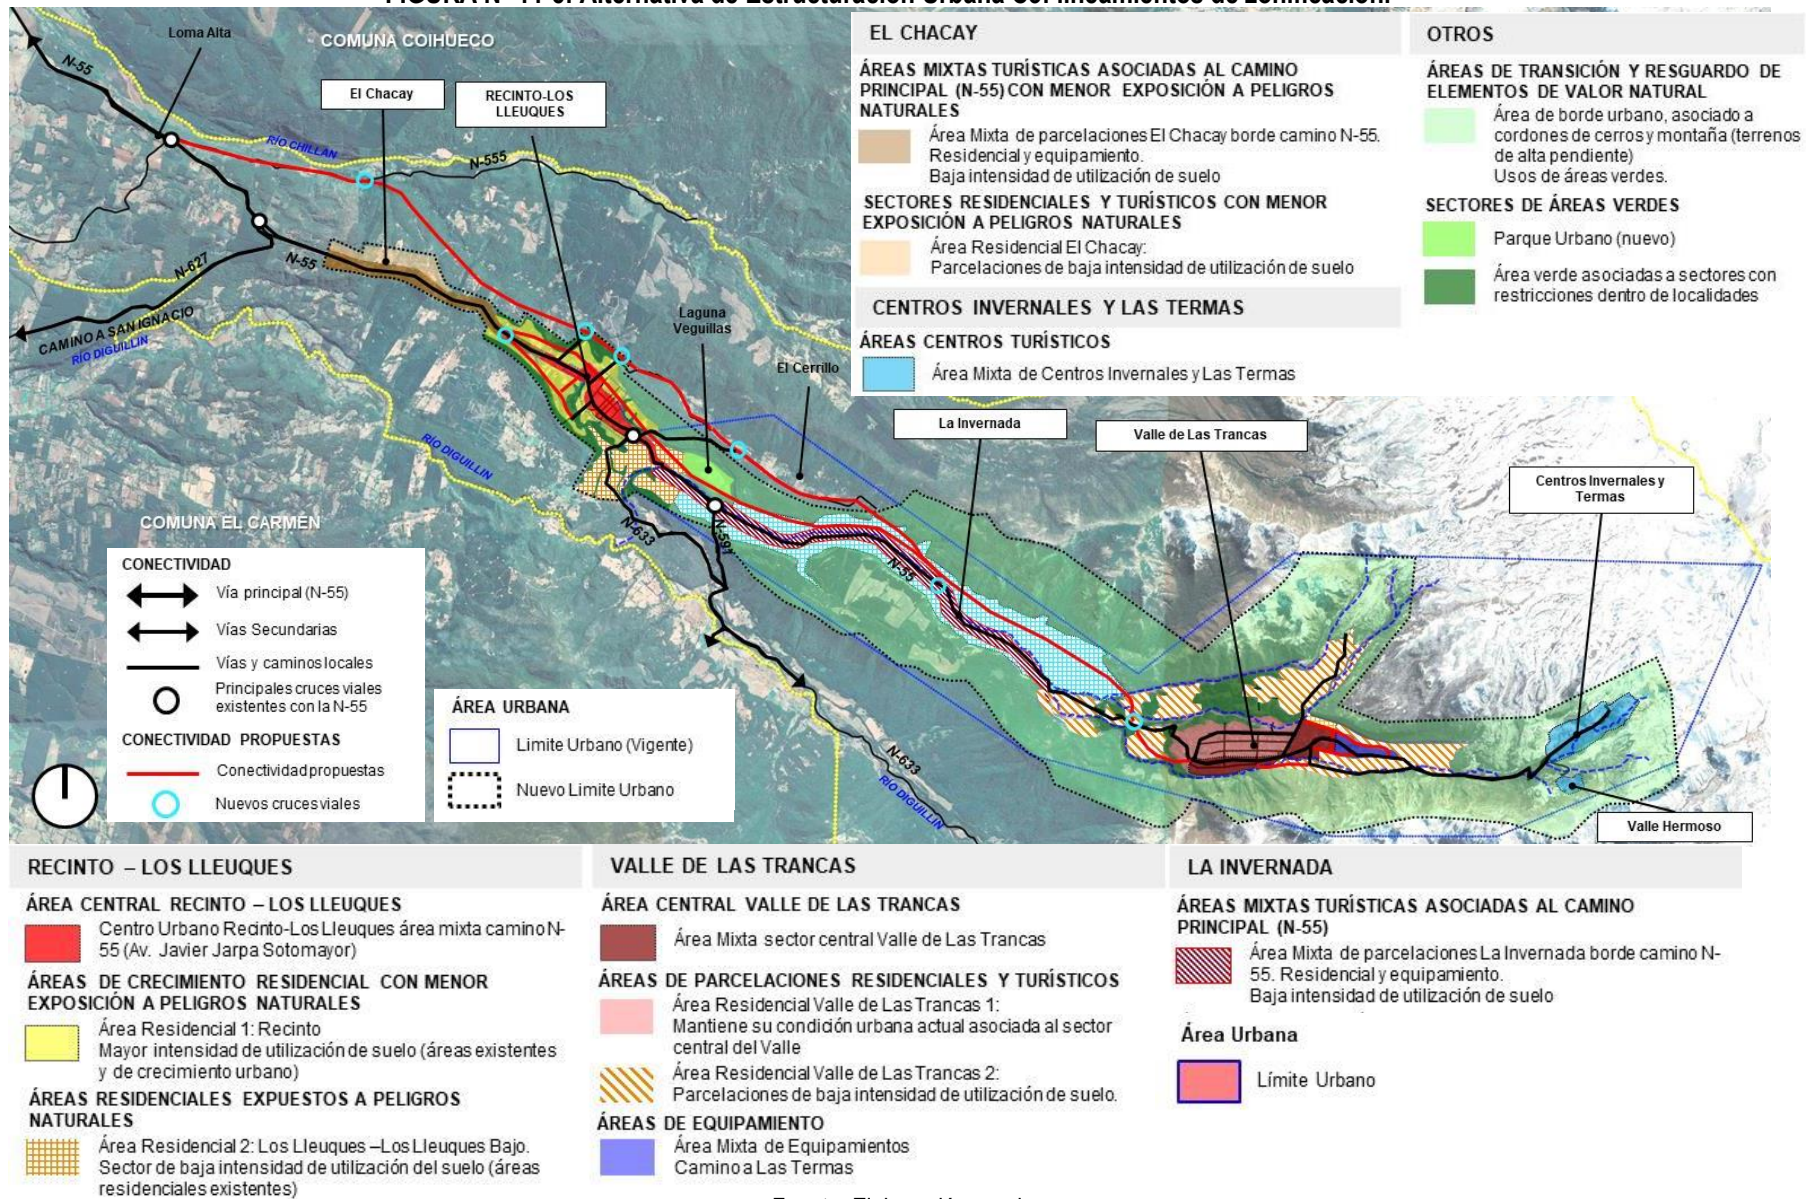 Loma Alta
COMUNA COIHUECO
N-55
El Chacay
RECINTO-LOS
LLEUQUES
RÍO CHILLAN
N-555
N-627
N-55
CAMINO A SAN IGNACIO
RÍO DIGUILLIN
Laguna
Veguillas
El Cerrillo
La Invernada
Valle de Las Trancas
Centros Invernales y
Termas
RÍO DIGUILLIN
COMUNA EL CARMEN
N-633
N-591
N-55
N-633
RÍO DIGUILLIN
Valle Hermoso
EL CHACAY
ÁREAS MIXTAS TURÍSTICAS ASOCIADAS AL CAMINO
PRINCIPAL (N-55) CON MENOR EXPOSICIÓN A PELIGROS
NATURALES
Área Mixta de parcelaciones El Chacay borde camino N-55.
Residencial y equipamiento.
Baja intensidad de utilización de suelo
SECTORES RESIDENCIALES Y TURÍSTICOS CON MENOR
EXPOSICIÓN A PELIGROS NATURALES
Área Residencial El Chacay:
Parcelaciones de baja intensidad de utilización de suelo
CENTROS INVERNALES Y LAS TERMAS
ÁREAS CENTROS TURÍSTICOS
Área Mixta de Centros Invernales y Las Termas
OTROS
ÁREAS DE TRANSICIÓN Y RESGUARDO DE
ELEMENTOS DE VALOR NATURAL
Área de borde urbano, asociado a
cordones de cerros y montaña (terrenos
de alta pendiente)
Usos de áreas verdes.
SECTORES DE ÁREAS VERDES
Parque Urbano (nuevo)
Área verde asociadas a sectores con
restricciones dentro de localidades
CONECTIVIDAD
Vía principal (N-55)
Vías Secundarias
Vías y caminos locales
Principales cruces viales
existentes con la N-55
CONECTIVIDAD PROPUESTAS
Conectividad propuestas
Nuevos cruces viales
ÁREA URBANA
Limite Urbano (Vigente)
Nuevo Limite Urbano
RECINTO – LOS LLEUQUES
ÁREA CENTRAL RECINTO – LOS LLEUQUES
Centro Urbano Recinto-Los Lleuques área mixta camino N-
55 (Av. Javier Jarpa Sotomayor)
ÁREAS DE CRECIMIENTO RESIDENCIAL CON MENOR
EXPOSICIÓN A PELIGROS NATURALES
Área Residencial 1: Recinto
Mayor intensidad de utilización de suelo (áreas existentes
y de crecimiento urbano)
ÁREAS RESIDENCIALES EXPUESTOS A PELIGROS
NATURALES
Área Residencial 2: Los Lleuques –Los Lleuques Bajo.
Sector de baja intensidad de utilización del suelo (áreas
residenciales existentes)
VALLE DE LAS TRANCAS
ÁREA CENTRAL VALLE DE LAS TRANCAS
Área Mixta sector central Valle de Las Trancas
ÁREAS DE PARCELACIONES RESIDENCIALES Y TURÍSTICOS
Área Residencial Valle de Las Trancas 1:
Mantiene su condición urbana actual asociada al sector
central del Valle
Área Residencial Valle de Las Trancas 2:
Parcelaciones de baja intensidad de utilización de suelo.
ÁREAS DE EQUIPAMIENTO
Área Mixta de Equipamientos
Camino a Las Termas
LA INVERNADA
ÁREAS MIXTAS TURÍSTICAS ASOCIADAS AL CAMINO
PRINCIPAL (N-55)
Área Mixta de parcelaciones La Invernada borde camino N-
55. Residencial y equipamiento.
Baja intensidad de utilización de suelo
Área Urbana
Límite Urbano